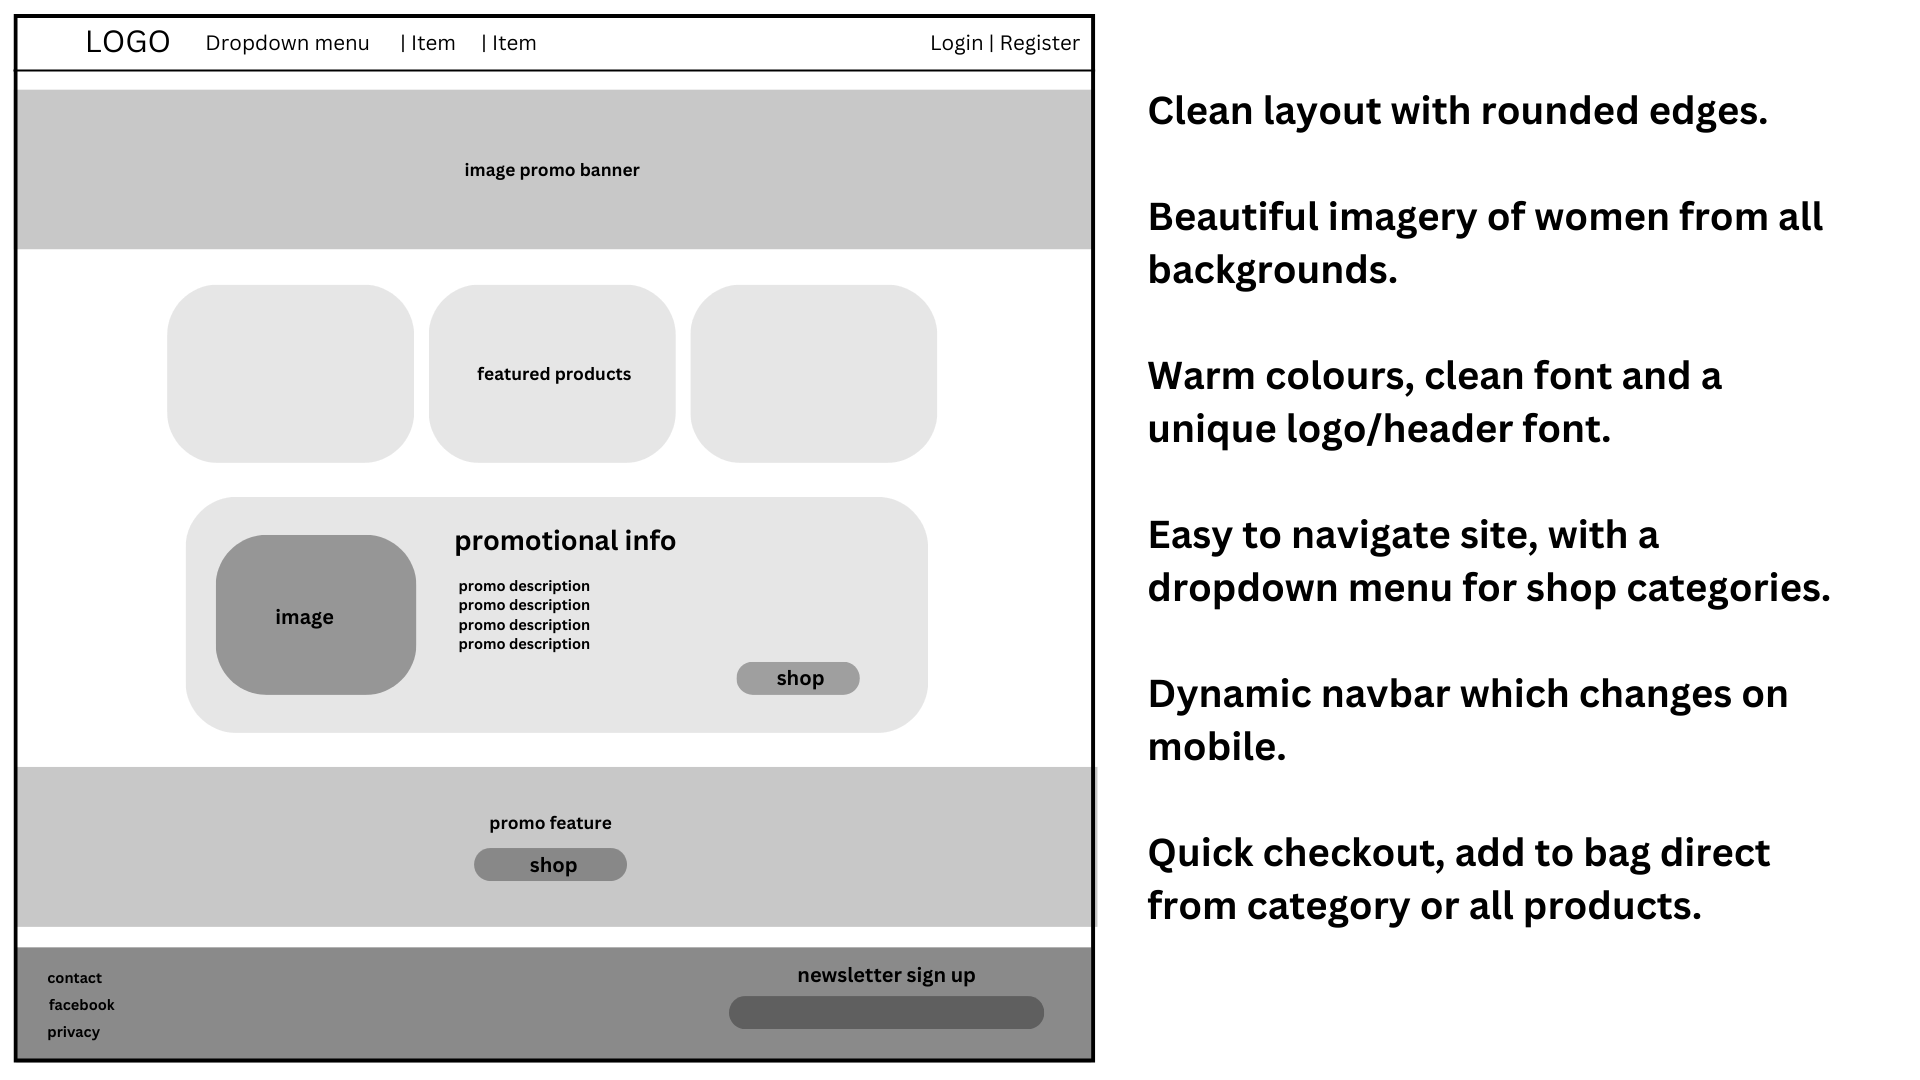 LOGO Dropdown menu | Item | Item Login | Register
image promo banner
featured products
promotional info
promo description
promo description
promo description
promo description
image
shop
promo feature
shop
contact
facebook
privacy
newsletter sign up
Clean layout with rounded edges.
Beautiful imagery of women from all
backgrounds.
Warm colours, clean font and a
unique logo/header font.
Easy to navigate site, with a
dropdown menu for shop categories.
Dynamic navbar which changes on
mobile.
Quick checkout, add to bag direct
from category or all products.